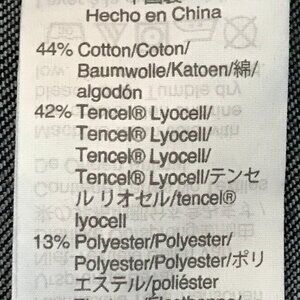 Hecho en China
44% Cotton/Coton/
Baumwolle/Katoen/綿/
algodón
42% Tencel® Lyocell/
Tencel® Lyocell/
Tencel® Lyocell/
Tencel® Lyocell/テンセ
ル リオセル/tencel®
lyocell
13% Polyester/Polyester/
Polyester/Polyester/ポリ
エステル/poliéster